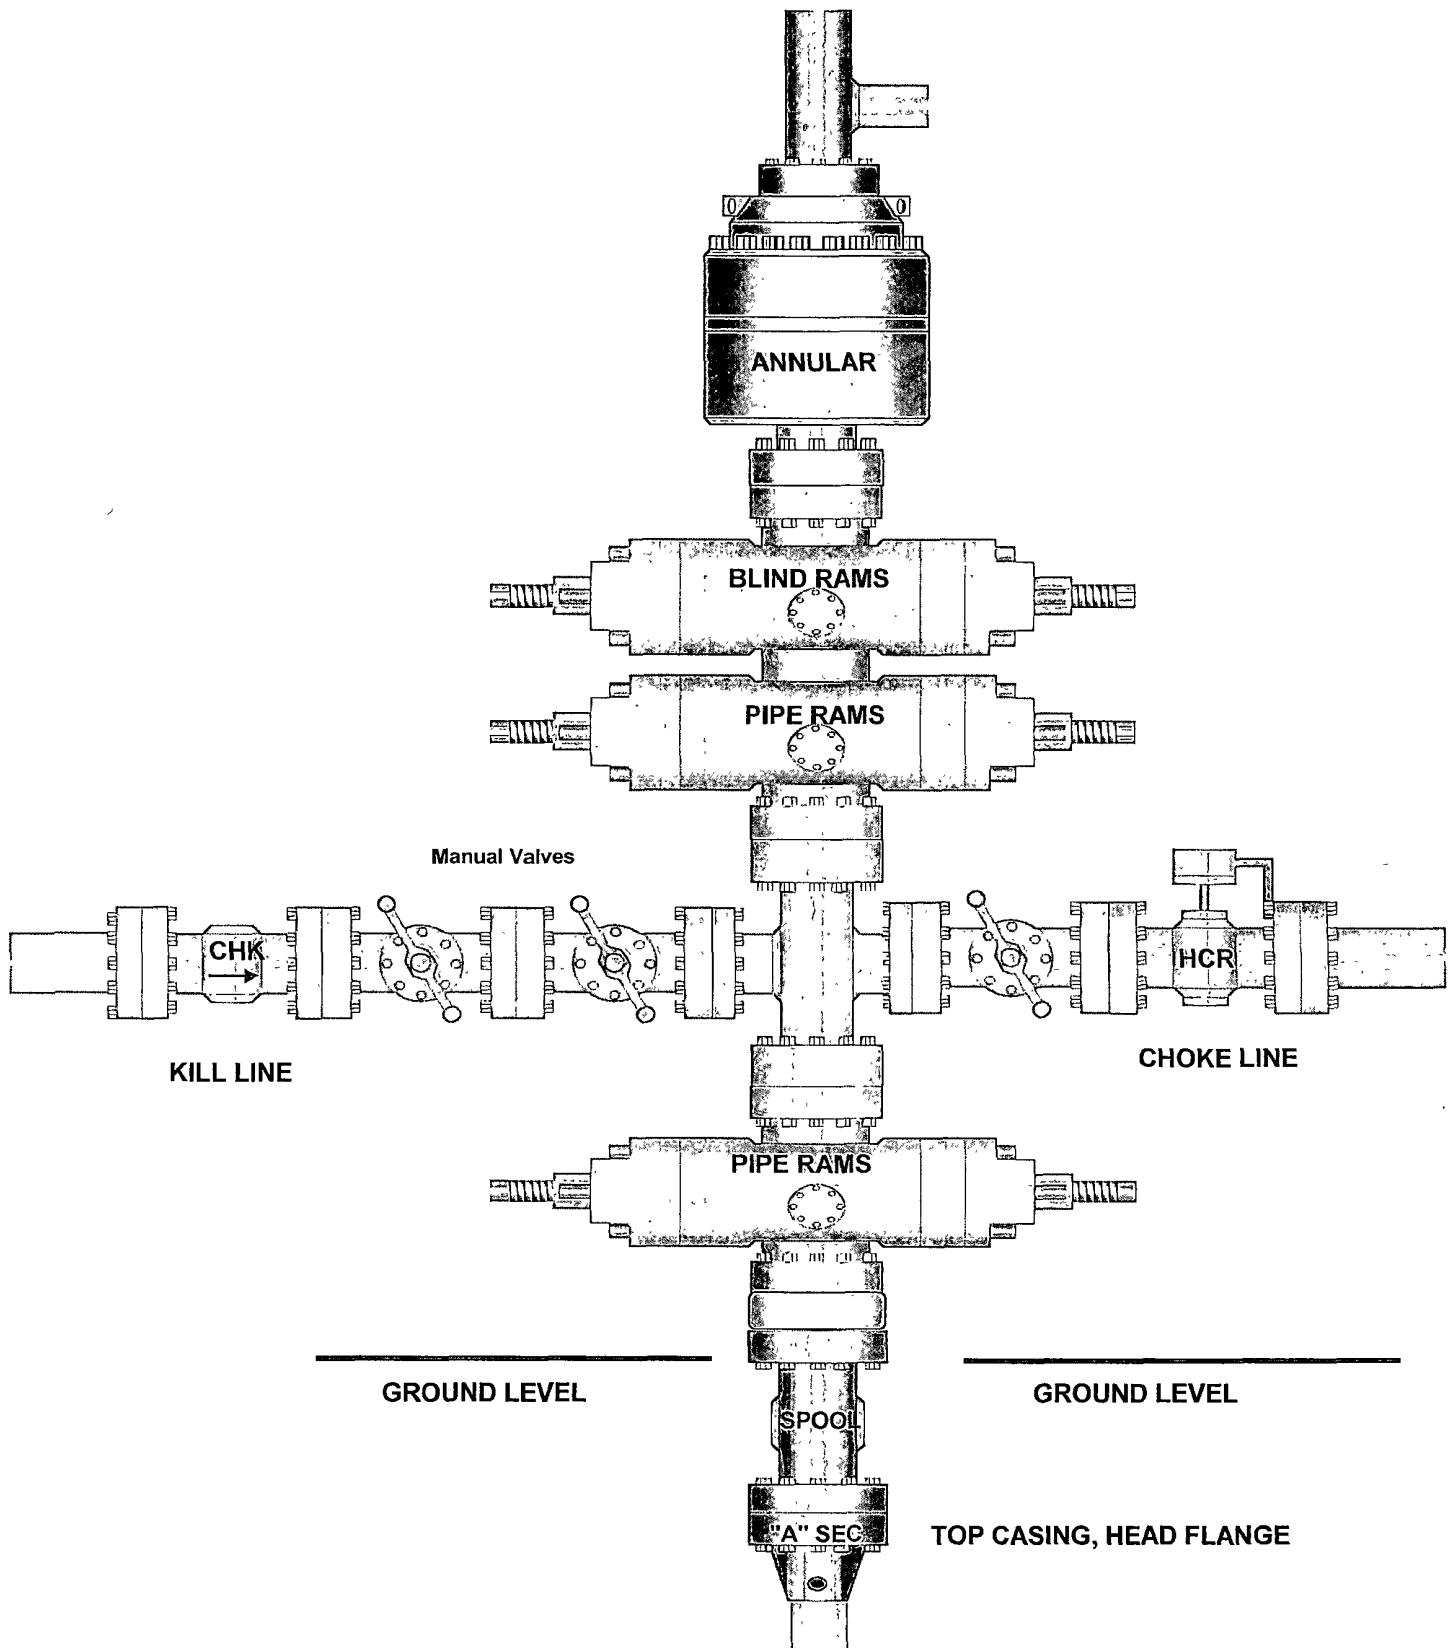 ANNULAR
BLIND RAMS
PIPE RAMS
Manual Valves
CHK
HCR
KILL LINE
CHOKE LINE
PIPE RAMS
GROUND LEVEL
GROUND LEVEL
SPOOL
"A" SEC
TOP CASING, HEAD FLANGE